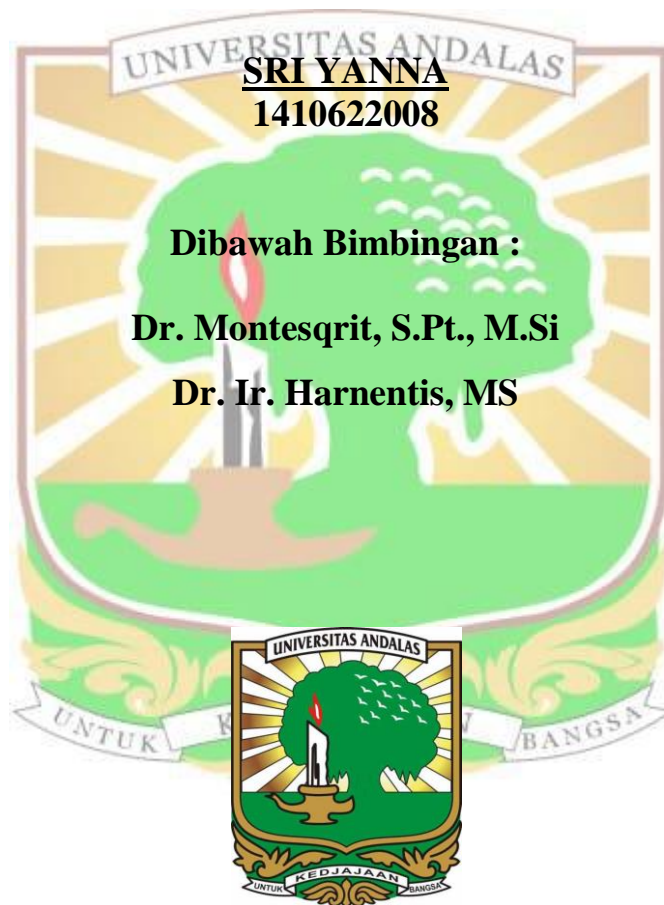 UNIVERSITAS ANDALAS
SRI YANNA
1410622008
Dibawah Bimbingan :
Dr. Montesqrit, S.Pt., M.Si
Dr. Ir. Harnentis, MS
UNIVERSITAS ANDALAS
UNTUK K N BANGSA
UNTUK KEDJAJAAN BANGSA